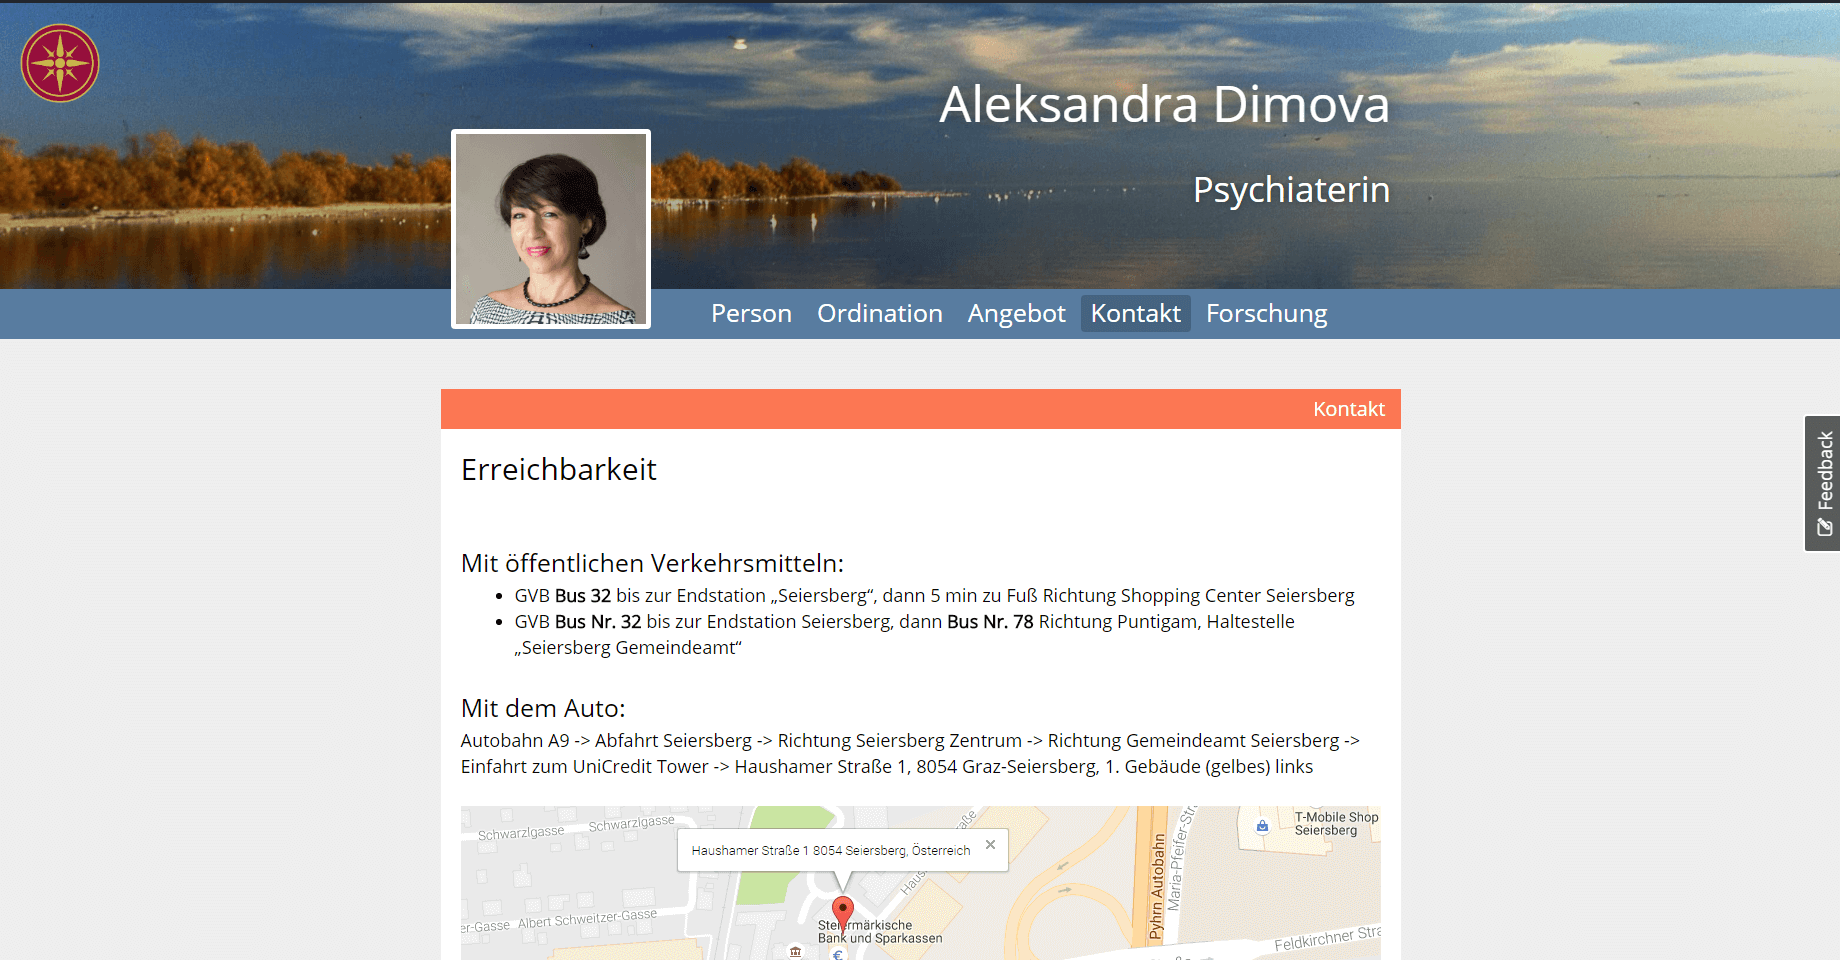 Aleksandra Dimova
Psychiaterin
Person Ordination Angebot Kontakt Forschung
Kontakt
Feedback
Erreichbarkeit
Mit öffentlichen Verkehrsmitteln:
• GVB Bus 32 bis zur Endstation „Seiersberg“, dann 5 min zu Fuß Richtung Shopping Center Seiersberg
• GVB Bus Nr. 32 bis zur Endstation Seiersberg, dann Bus Nr. 78 Richtung Puntigam, Haltestelle
„Seiersberg Gemeindeamt“
Mit dem Auto:
Autobahn A9 -> Abfahrt Seiersberg -> Richtung Seiersberg Zentrum -> Richtung Gemeindeamt Seiersberg ->
Einfahrt zum UniCredit Tower -> Haushamer Straße 1, 8054 Graz-Seiersberg, 1. Gebäude (gelbes) links
Schwarzlgasse
Schwarzlgasse
Haushamer Straße 1 8054 Seiersberg, Österreich
T-Mobile Shop
Seiersberg
Pyhrn Autobahn
Maria-Pfeifer-Str
Albert Schweitzer-Gasse
er-Gasse
Steiermärkische
Bank und Sparkassen
Feldkirchner Stra